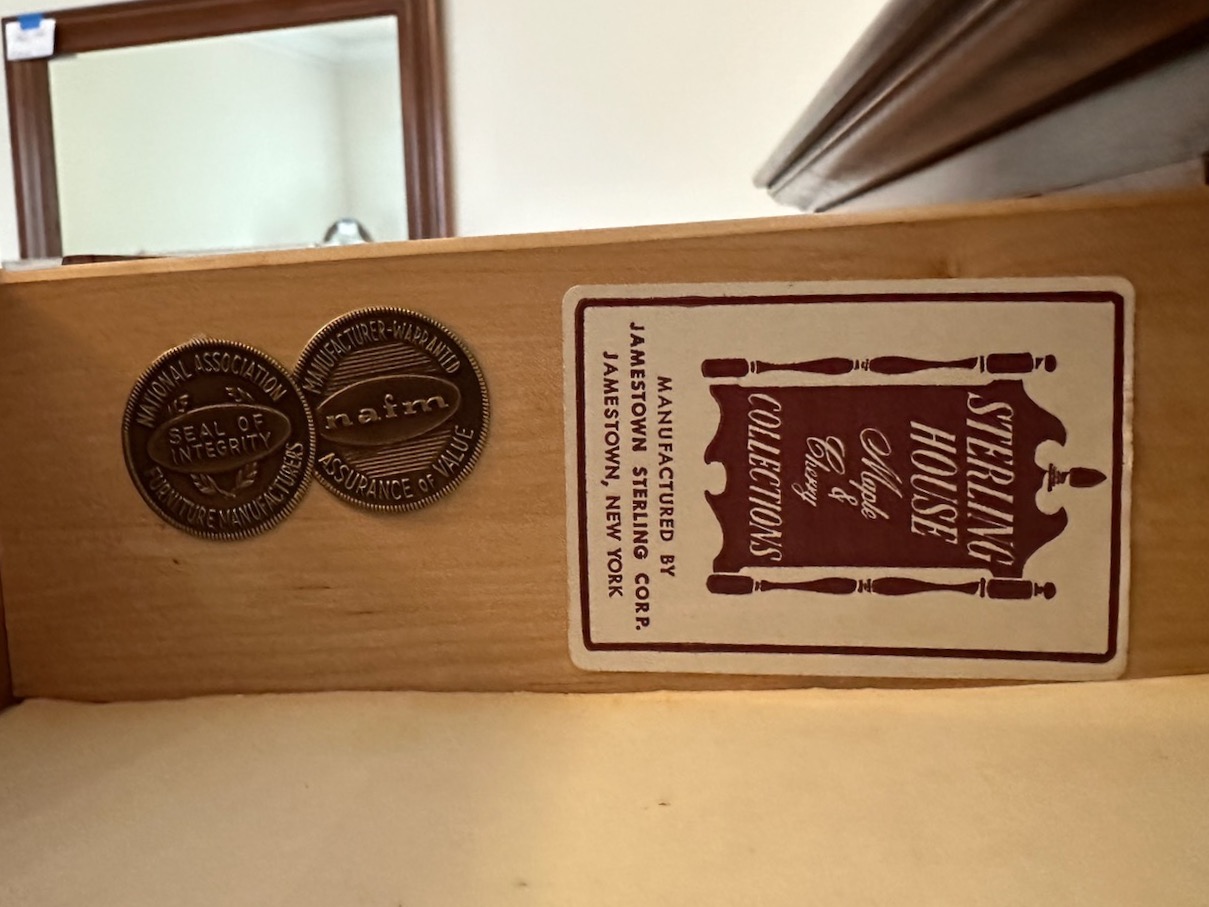 NATIONAL ASSOCIATION
SEAL OF
INTEGRITY
FURNITURE MANUFACTURERS
MANUFACTURER-WARRANTED
nafm
ASSURANCE OF VALUE
STERLING
HOUSE
Maple
&
Cherry
COLLECTIONS
MANUFACTURED BY
JAMESTOWN STERLING CORP.
JAMESTOWN, NEW YORK